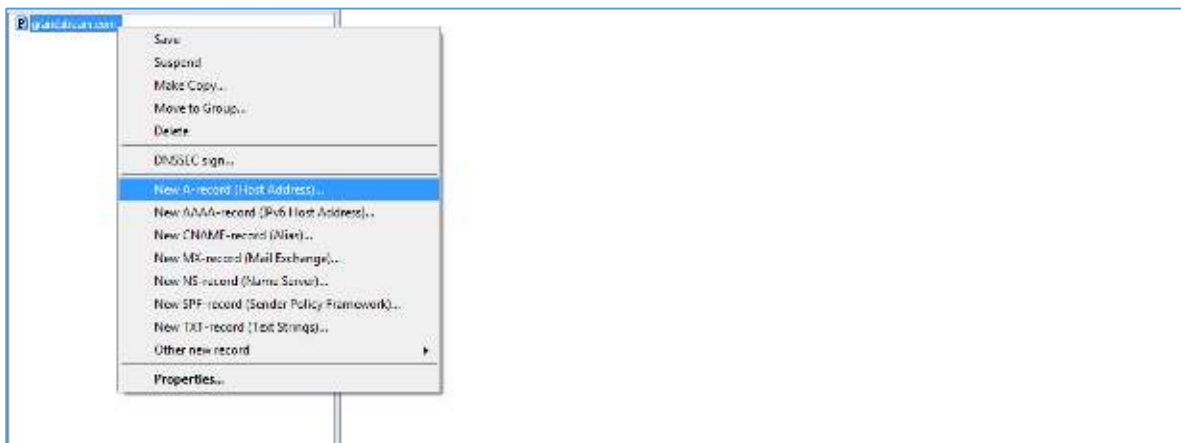 P grandstream.com
Save
Suspend
Make Copy...
Move to Group...
Delete
DNSSEC sign...
New A-record (Host Address)...
New AAAA-record (IPv6 Host Address)...
New CNAME-record (Alias)...
New MX-record (Mail Exchange)...
New NS-record (Name Server)...
New SPF-record (Sender Policy Framework)...
New TXT-record (Text Strings)...
Other new record
Properties...